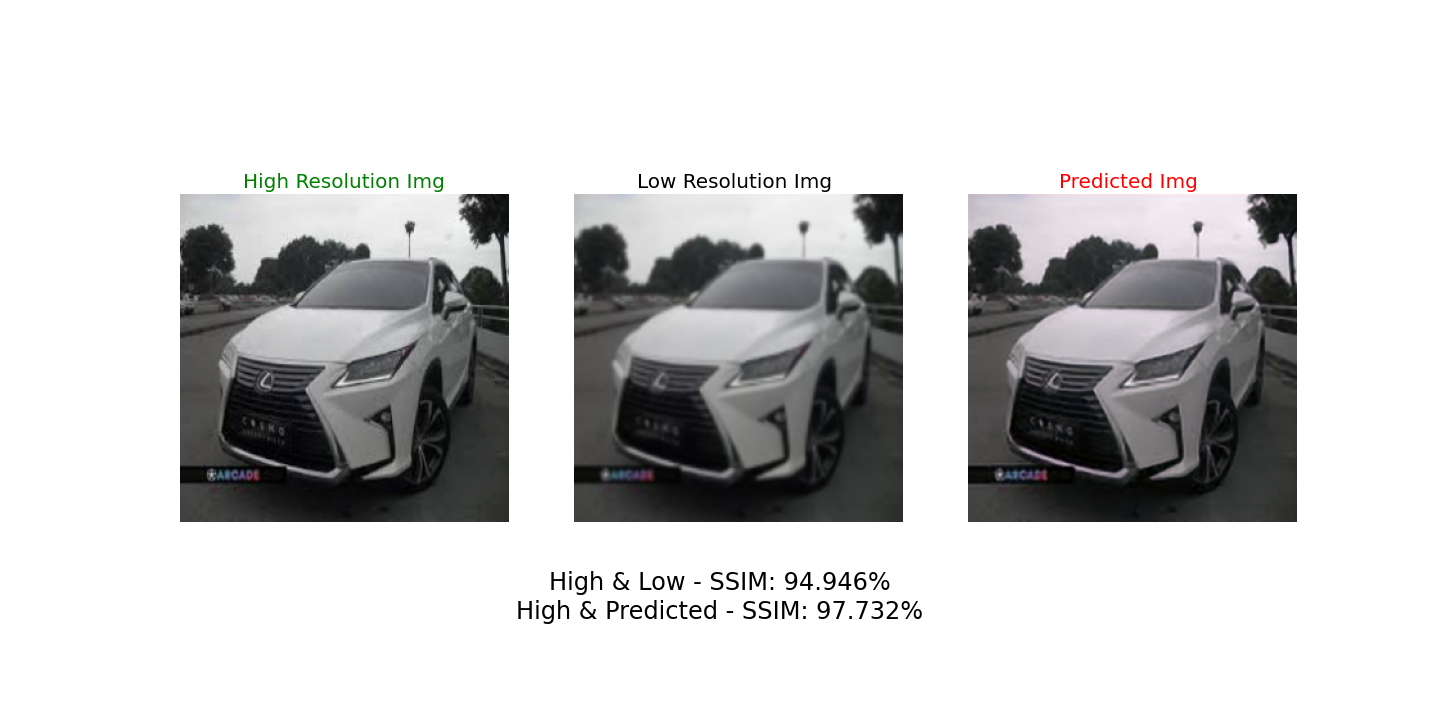 High Resolution Img
Low Resolution Img
Predicted Img
ARCADE
ARCADE
ARCADE
High & Low - SSIM: 94.946%
High & Predicted - SSIM: 97.732%